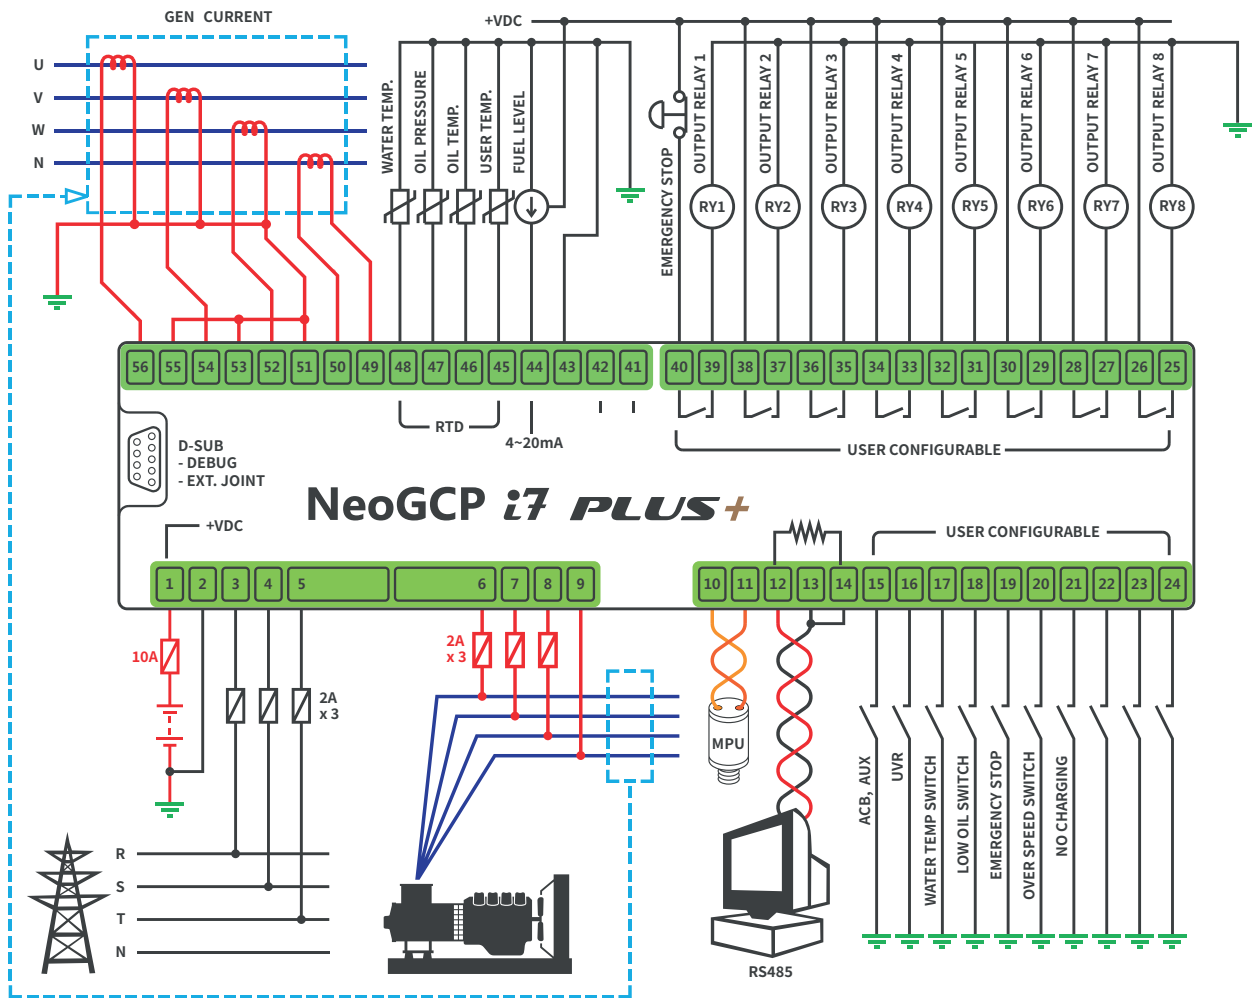 GEN CURRENT
+VDC
U
V
W
N
WATER TEMP.
OIL PRESSURE
OIL TEMP.
USER TEMP.
FUEL LEVEL
EMERGENCY STOP
OUTPUT RELAY 1
OUTPUT RELAY 2
OUTPUT RELAY 3
OUTPUT RELAY 4
OUTPUT RELAY 5
OUTPUT RELAY 6
OUTPUT RELAY 7
OUTPUT RELAY 8
RY1 RY2 RY3 RY4 RY5 RY6 RY7 RY8
56 55 54 53 52 51 50 49 48 47 46 45 44 43 42 41 40 39 38 37 36 35 34 33 32 31 30 29 28 27 26 25
RTD
4~20mA
USER CONFIGURABLE
D-SUB
- DEBUG
- EXT. JOINT
NeoGCP i7 PLUS+
+VDC
USER CONFIGURABLE
1 2 3 4 5 6 7 8 9 10 11 12 13 14 15 16 17 18 19 20 21 22 23 24
10A
2A
x 3
2A
x 3
MPU
ACB, AUX
UVR
WATER TEMP SWITCH
LOW OIL SWITCH
EMERGENCY STOP
OVER SPEED SWITCH
NO CHARGING
R
S
T
N
RS485